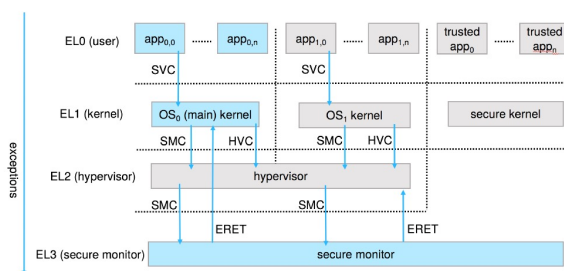 EL0 (user)
app0,0
......
app0,n
app1,0
......
app1,n
trusted
app0
......
trusted
appn
SVC
SVC
EL1 (kernel)
OS0 (main) kernel
OS1 kernel
secure kernel
exceptions
SMC
HVC
SMC
HVC
EL2 (hypervisor)
hypervisor
SMC
SMC
ERET
ERET
EL3 (secure monitor)
secure monitor